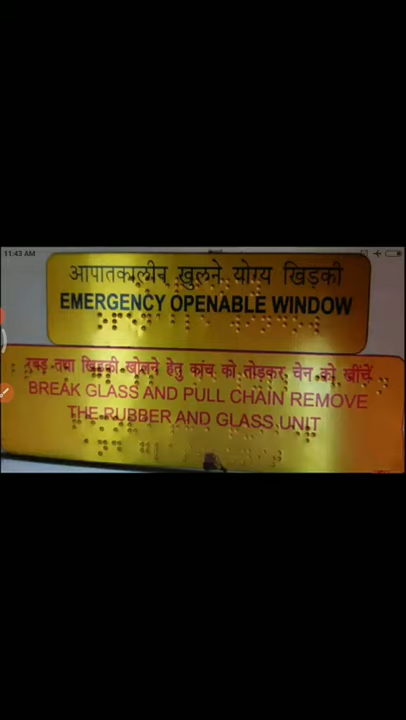 11:43 AM
आपातकालीन खुलने योग्य खिड़की
EMERGENCY OPENABLE WINDOW
रबड़ तथा खिड़की खोलने हेतु कांच को तोड़कर चेन को खींचें
BREAK GLASS AND PULL CHAIN REMOVE
THE RUBBER AND GLASS UNIT